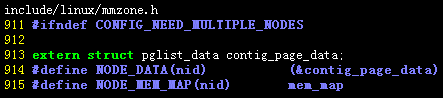 include/linux/mmzone.h
911 #ifndef CONFIG_NEED_MULTIPLE_NODES
912
913 extern struct pglist_data contig_page_data;
914 #define NODE_DATA(nid) (&contig_page_data)
915 #define NODE_MEM_MAP(nid) mem_map